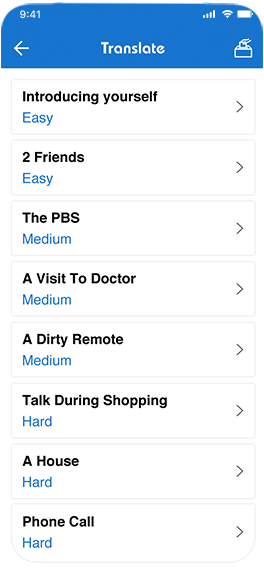 9:41
Translate
Introducing yourself
Easy
2 Friends
Easy
The PBS
Medium
A Visit To Doctor
Medium
A Dirty Remote
Medium
Talk During Shopping
Hard
A House
Hard
Phone Call
Hard